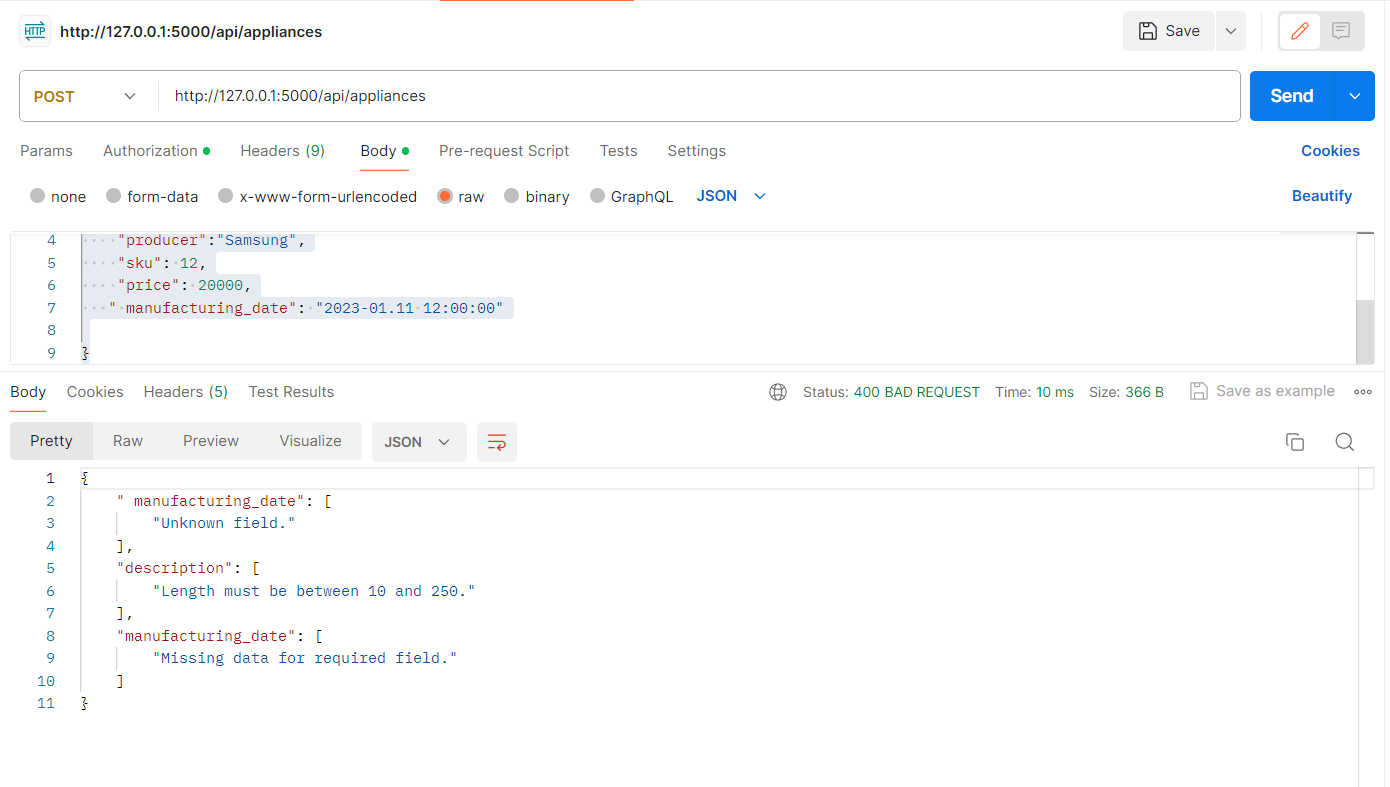 HTTP http://127.0.0.1:5000/api/appliances Save
POST http://127.0.0.1:5000/api/appliances Send
Params Authorization Headers (9) Body Pre-request Script Tests Settings Cookies
none form-data x-www-form-urlencoded raw binary GraphQL JSON Beautify
4 "producer":"Samsung",
5 "sku": 12,
6 "price": 20000,
7 " manufacturing_date": "2023-01.11 12:00:00"
8
9 }
Body Cookies Headers (5) Test Results Status: 400 BAD REQUEST Time: 10 ms Size: 366 B Save as example
Pretty Raw Preview Visualize JSON
1 {
2 " manufacturing_date": [
3 "Unknown field."
4 ],
5 "description": [
6 "Length must be between 10 and 250."
7 ],
8 "manufacturing_date": [
9 "Missing data for required field."
10 ]
11 }